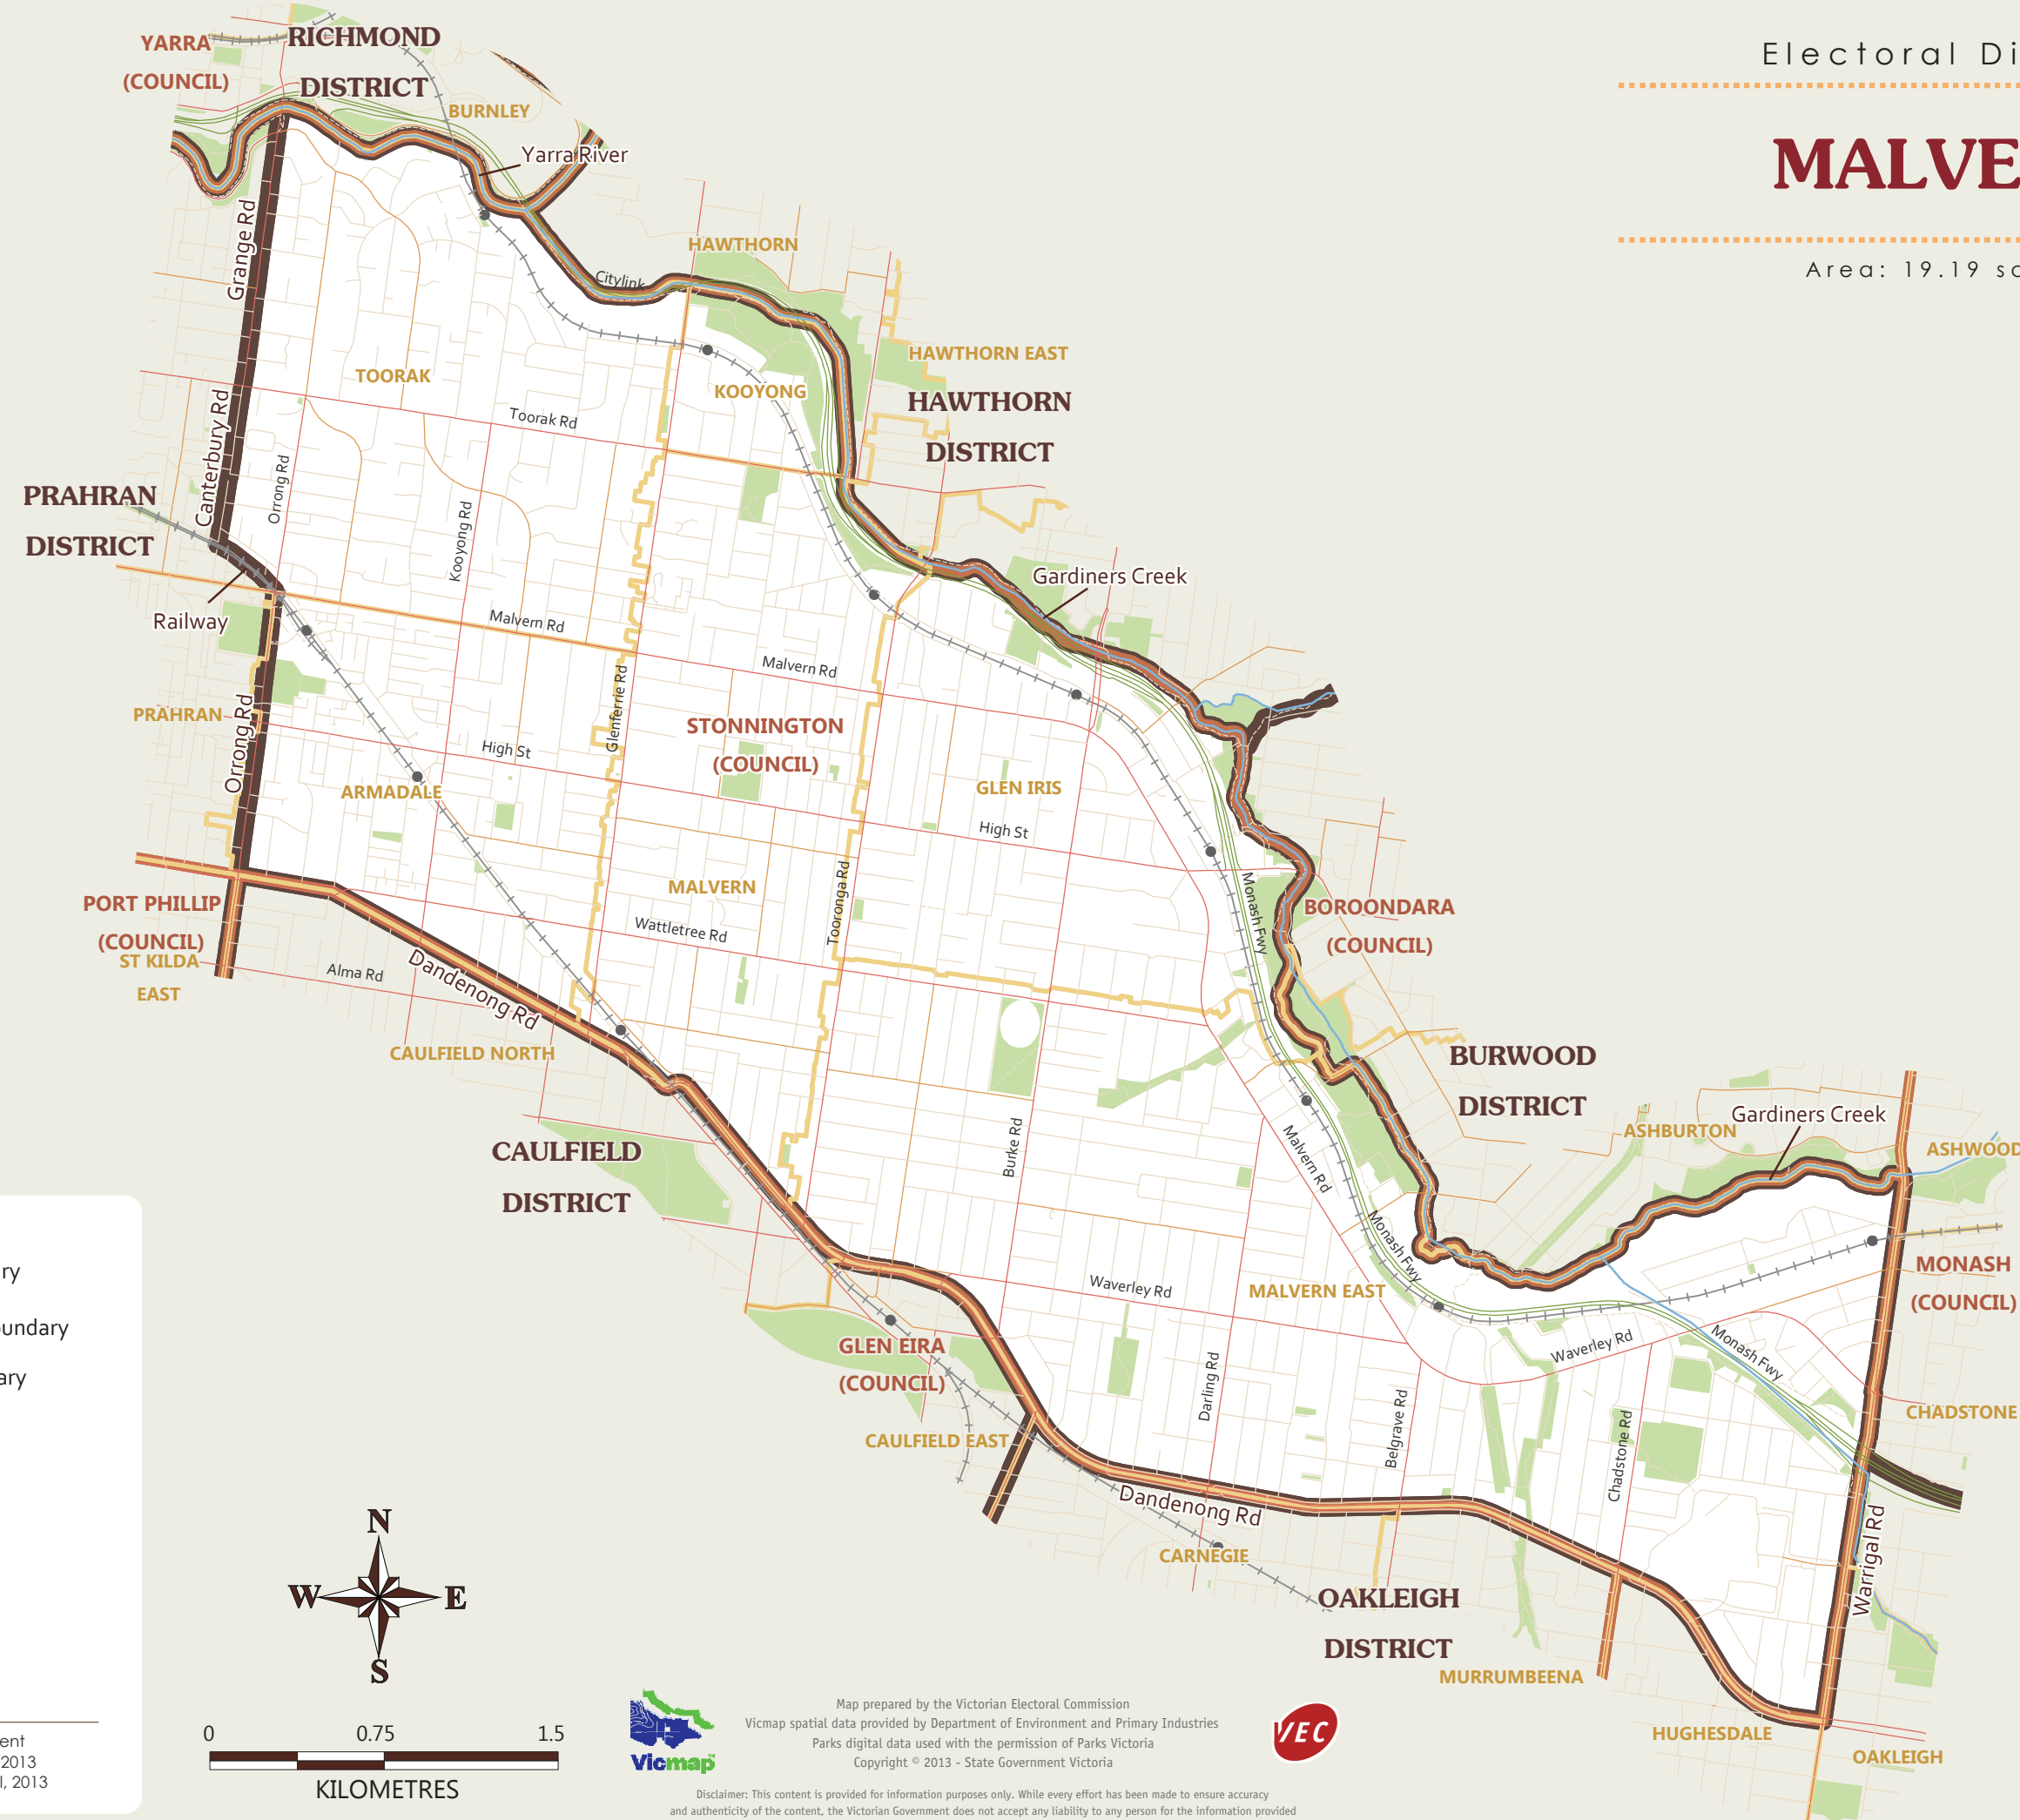 Electoral Di
MALVE
Area: 19.19 sq
YARRA
(COUNCIL)
RICHMOND
DISTRICT
BURNLEY
Yarra River
Grange Rd
HAWTHORN
Citylink
HAWTHORN EAST
HAWTHORN
DISTRICT
TOORAK
KOOYONG
Toorak Rd
Canterbury Rd
Orrong Rd
Kooyong Rd
PRAHRAN
DISTRICT
Railway
Gardiners Creek
Malvern Rd
Malvern Rd
Glenferrie Rd
PRAHRAN
Orrong Rd
STONNINGTON
(COUNCIL)
High St
ARMADALE
GLEN IRIS
High St
MALVERN
Tooronga Rd
Monash Fwy
BOROONDARA
(COUNCIL)
PORT PHILLIP
(COUNCIL)
ST KILDA
EAST
Wattletree Rd
Alma Rd
Dandenong Rd
CAULFIELD NORTH
BURWOOD
DISTRICT
Gardiners Creek
ASHBURTON
ASHWOOD
CAULFIELD
DISTRICT
Burke Rd
Malvern Rd
Monash Fwy
MONASH
(COUNCIL)
Waverley Rd
MALVERN EAST
GLEN EIRA
(COUNCIL)
Waverley Rd
Monash Fwy
Darling Rd
Belgrave Rd
Chadstone Rd
CHADSTONE
CAULFIELD EAST
Dandenong Rd
Warrigal Rd
CARNEGIE
OAKLEIGH
DISTRICT
MURRUMBEENA
HUGHESDALE
OAKLEIGH
ry
oundary
ary
ent
2013
l, 2013
N
W
E
S
0 0.75 1.5
KILOMETRES
Vicmap™
Map prepared by the Victorian Electoral Commission
Vicmap spatial data provided by Department of Environment and Primary Industries
Parks digital data used with the permission of Parks Victoria
Copyright © 2013 - State Government Victoria
VEC
Disclaimer: This content is provided for information purposes only. While every effort has been made to ensure accuracy
and authenticity of the content, the Victorian Government does not accept any liability to any person for the information provided